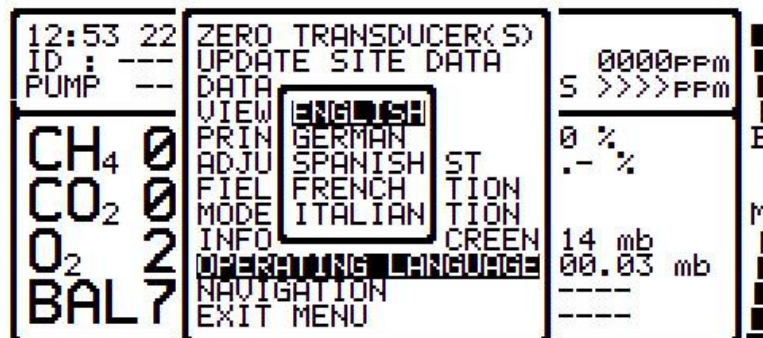 12:53 22
ID : ---
PUMP --
CH4 0
CO2 0
O2 2
BAL7
ZERO TRANSDUCER(S)
UPDATE SITE DATA
DATA
VIEW
PRIN
ADJU ST
FIEL TION
MODE TION
INFO CREEN
OPERATING LANGUAGE
NAVIGATION
EXIT MENU
ENGLISH
GERMAN
SPANISH
FRENCH
ITALIAN
0000ppm
S >>>>ppm
0 %
.- %
14 mb
00.03 mb
----
----